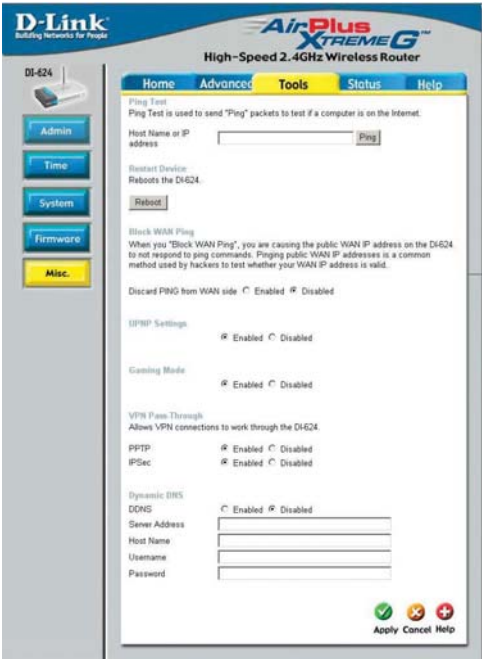 D-Link
Building Networks for People
AirPlus
XTREME G™
High-Speed 2.4GHz Wireless Router
DI-624
Home Advanced Tools Status Help
Admin
Time
System
Firmware
Misc.
Ping Test
Ping Test is used to send "Ping" packets to test if a computer is on the Internet.
Host Name or IP
address
Ping
Restart Device
Reboots the DI-624.
Reboot
Block WAN Ping
When you "Block WAN Ping", you are causing the public WAN IP address on the DI-624
to not respond to ping commands. Pinging public WAN IP addresses is a common
method used by hackers to test whether your WAN IP address is valid.
Discard PING from WAN side Enabled Disabled
UPNP Settings
Enabled Disabled
Gaming Mode
Enabled Disabled
VPN Pass-Through
Allows VPN connections to work through the DI-624.
PPTP Enabled Disabled
IPSec Enabled Disabled
Dynamic DNS
DDNS Enabled Disabled
Server Address
Host Name
Username
Password
Apply Cancel Help